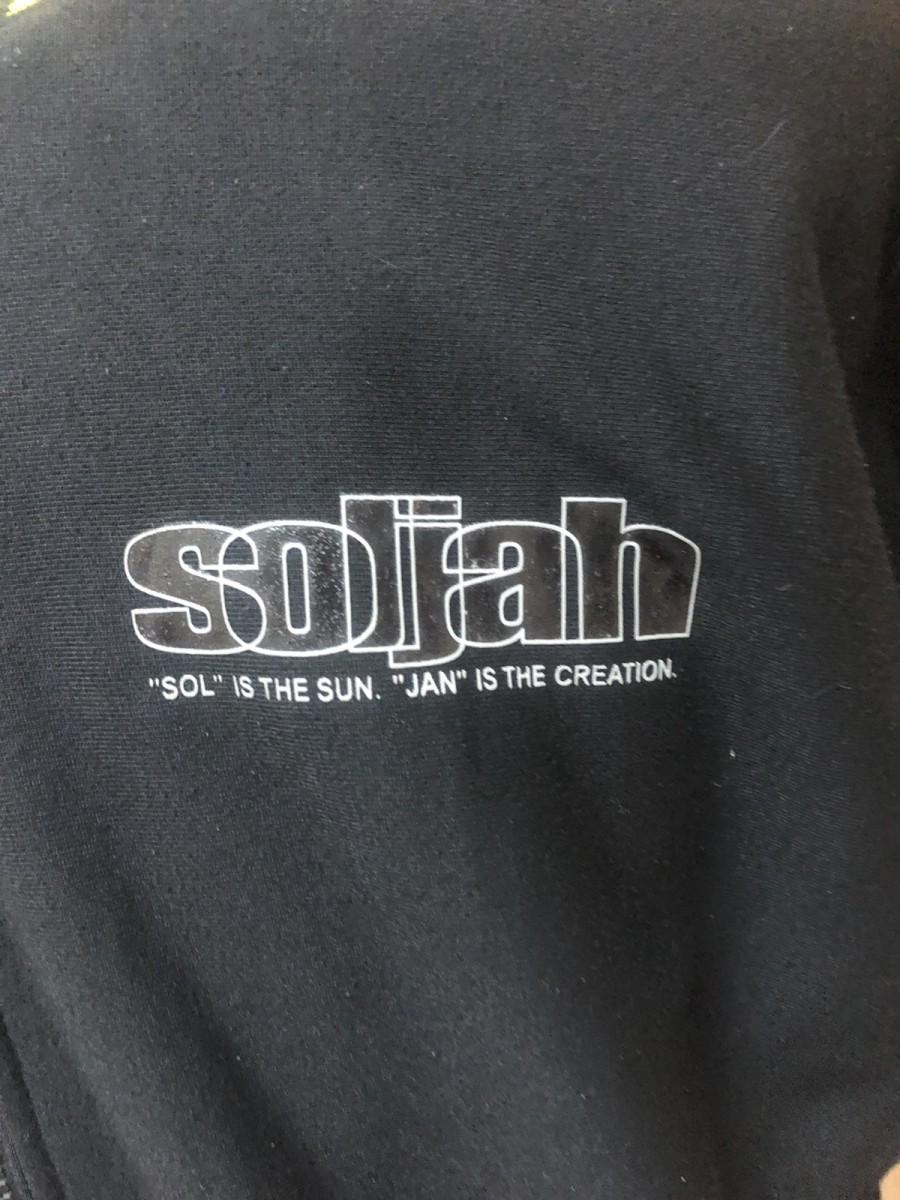 soljah
"SOL" IS THE SUN. "JAN" IS THE CREATION.